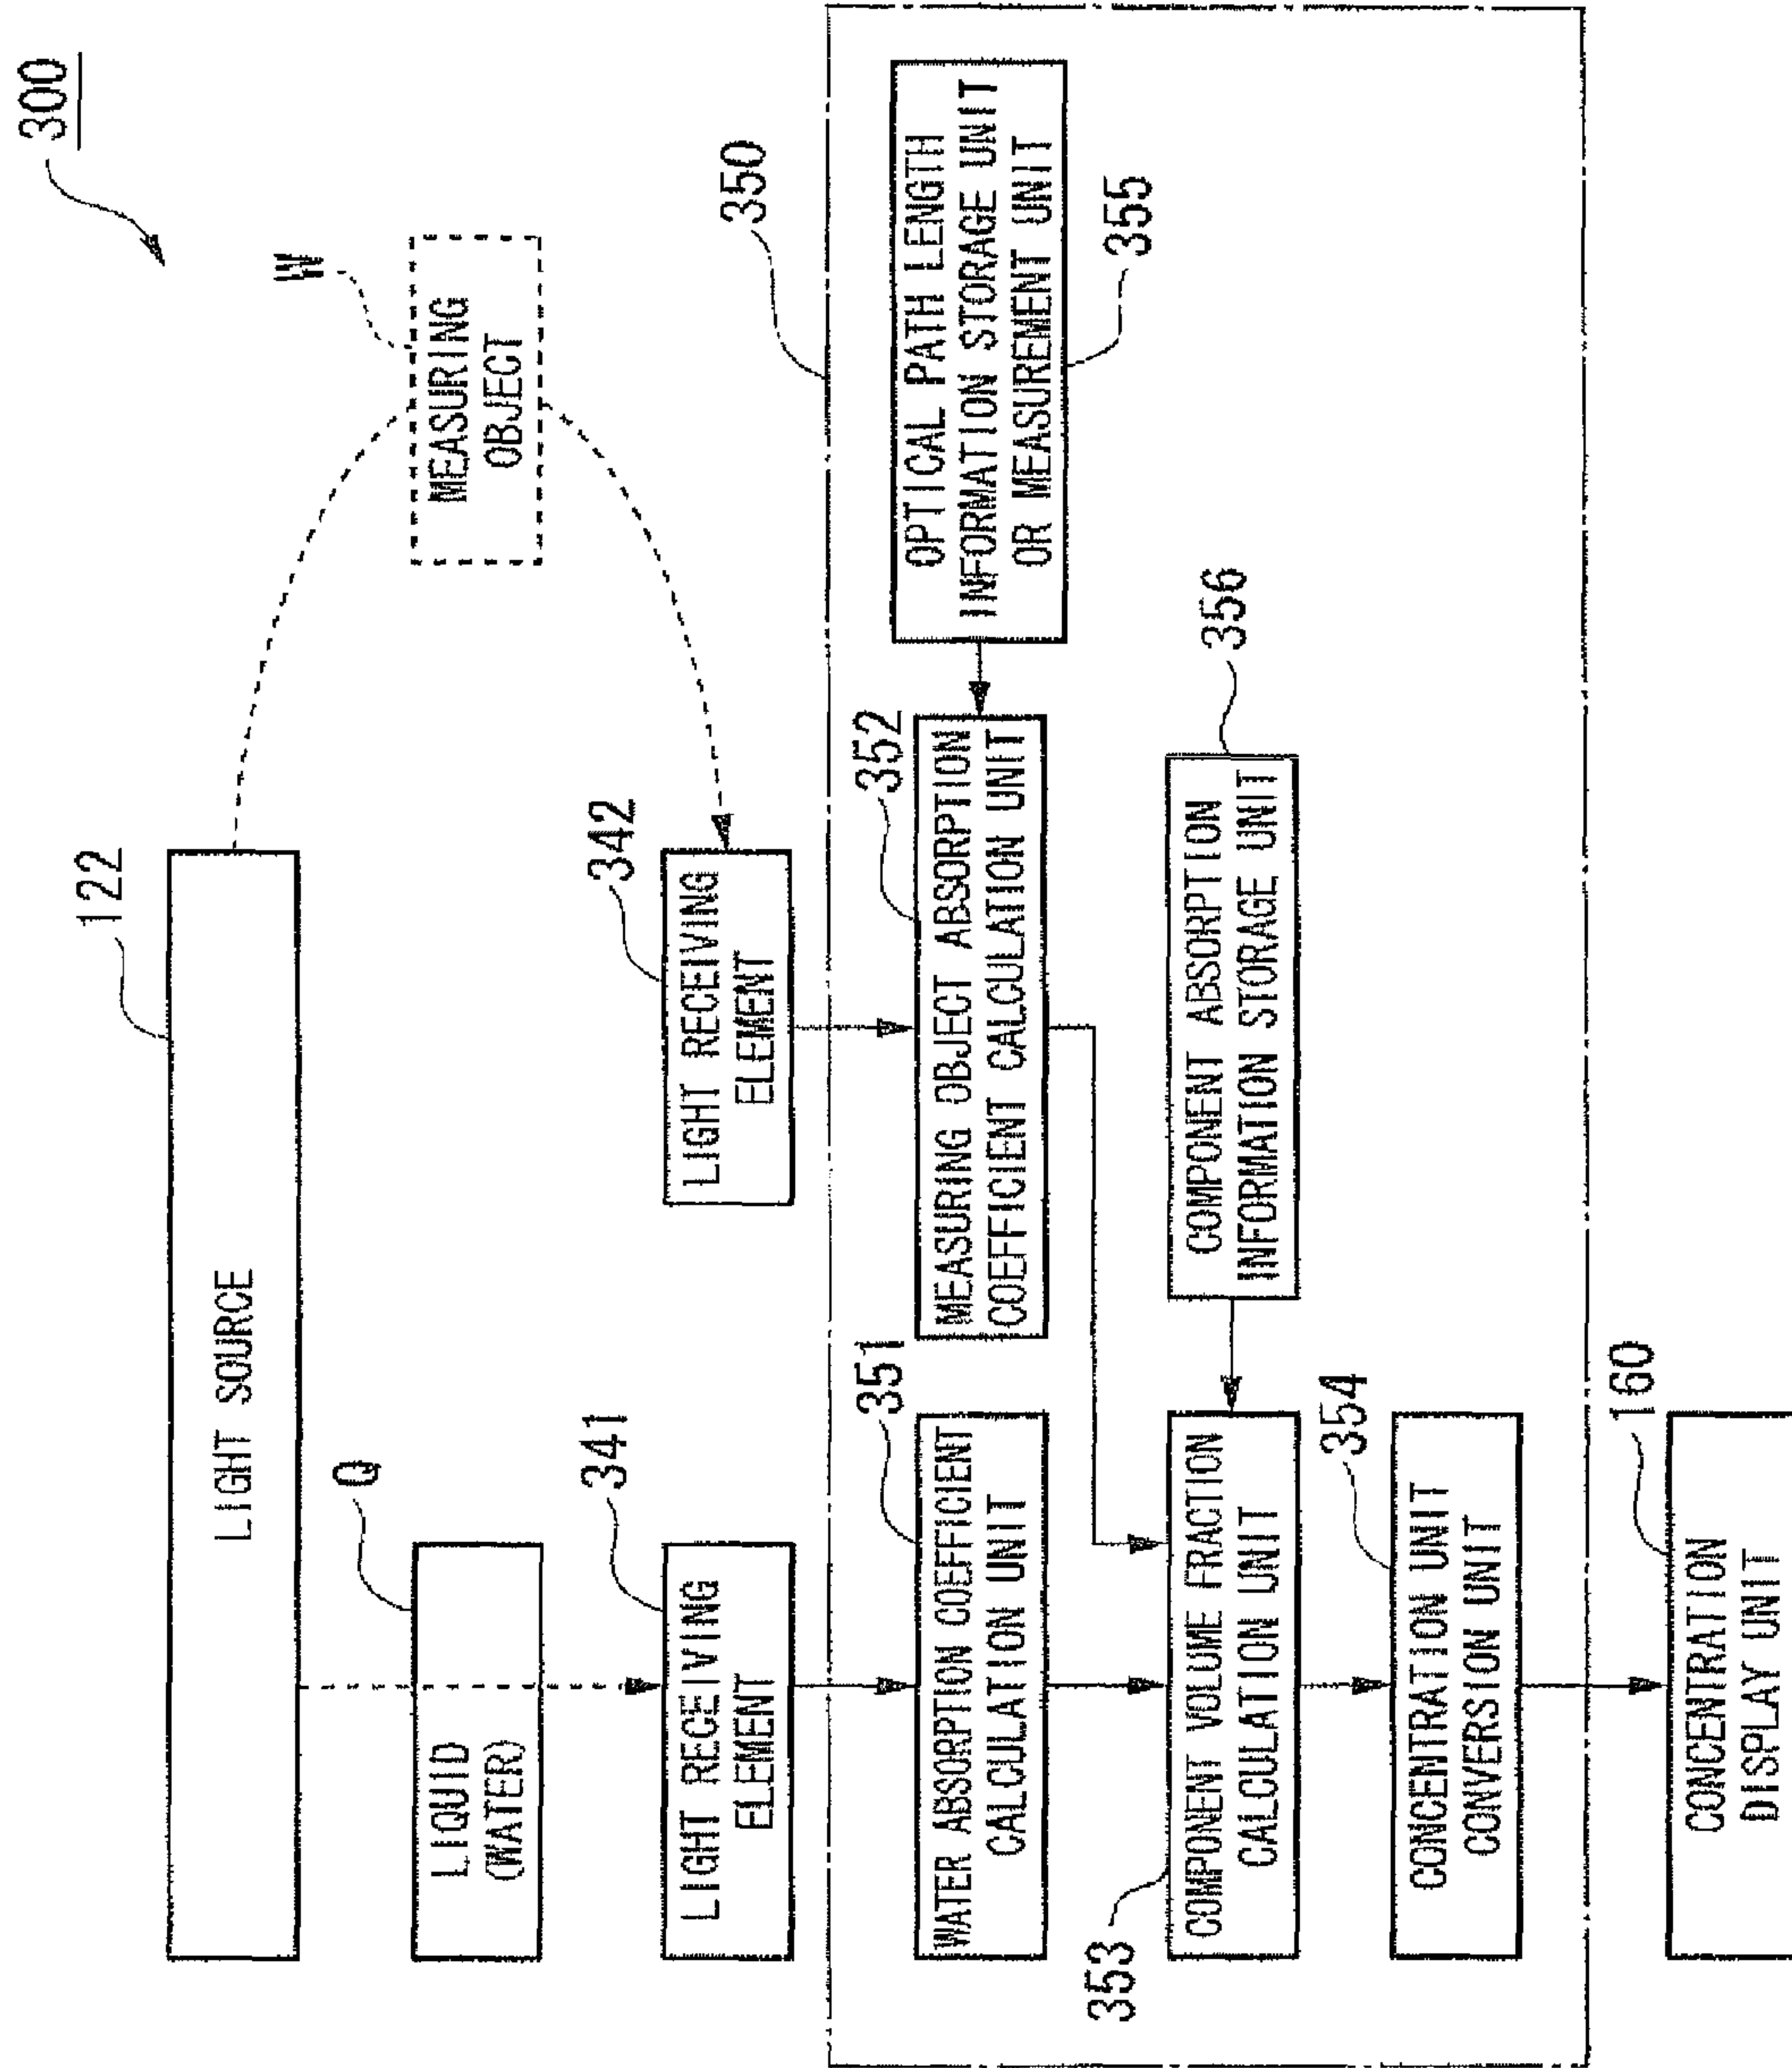 300
122
LIGHT SOURCE
W
MEASURING
OBJECT
Q
LIQUID
(WATER)
341
LIGHT RECEIVING
ELEMENT
342
LIGHT RECEIVING
ELEMENT
350
351
WATER ABSORPTION COEFFICIENT
CALCULATION UNIT
352
MEASURING OBJECT ABSORPTION
COEFFICIENT CALCULATION UNIT
OPTICAL PATH LENGTH
INFORMATION STORAGE UNIT
OR MEASUREMENT UNIT
355
353
COMPONENT VOLUME FRACTION
CALCULATION UNIT
356
COMPONENT ABSORPTION
INFORMATION STORAGE UNIT
354
CONCENTRATION UNIT
CONVERSION UNIT
160
CONCENTRATION
DISPLAY UNIT